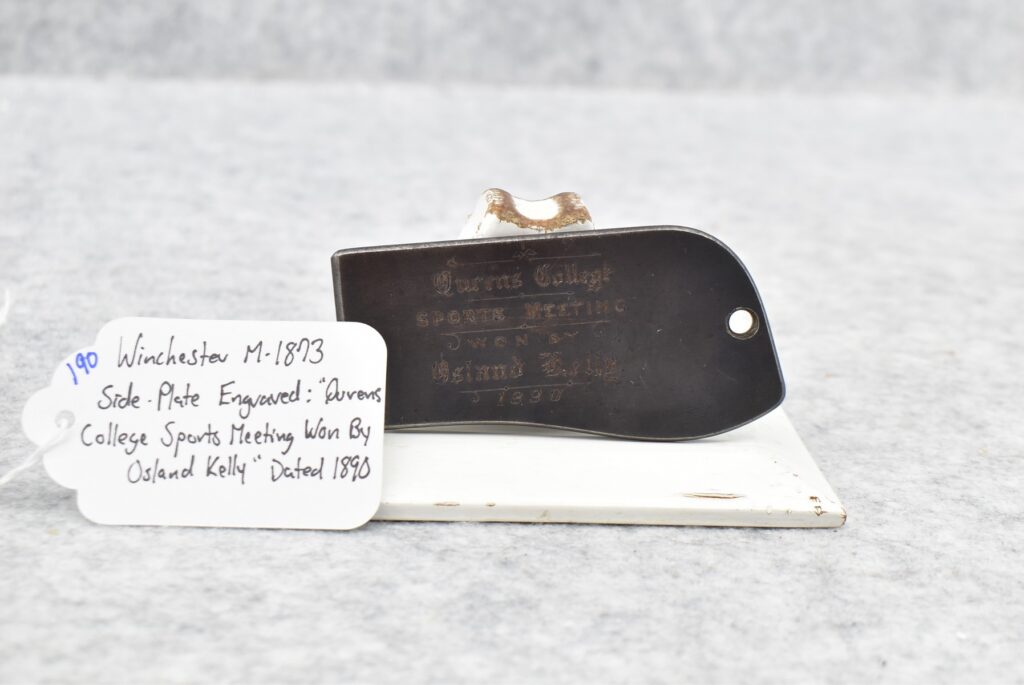 190
Winchester M-1873
Side-Plate Engraved: "Quens
College Sports Meeting Won By
Osland Kelly" Dated 1890
Queens College
SPORTS MEETING
WON BY
Osland Kelly
1890